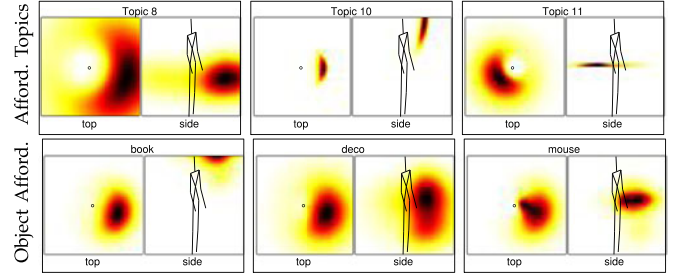 Afford. Topics
Topic 8
Topic 10
Topic 11
top
side
top
side
top
side
Object Afford.
book
deco
mouse
top
side
top
side
top
side